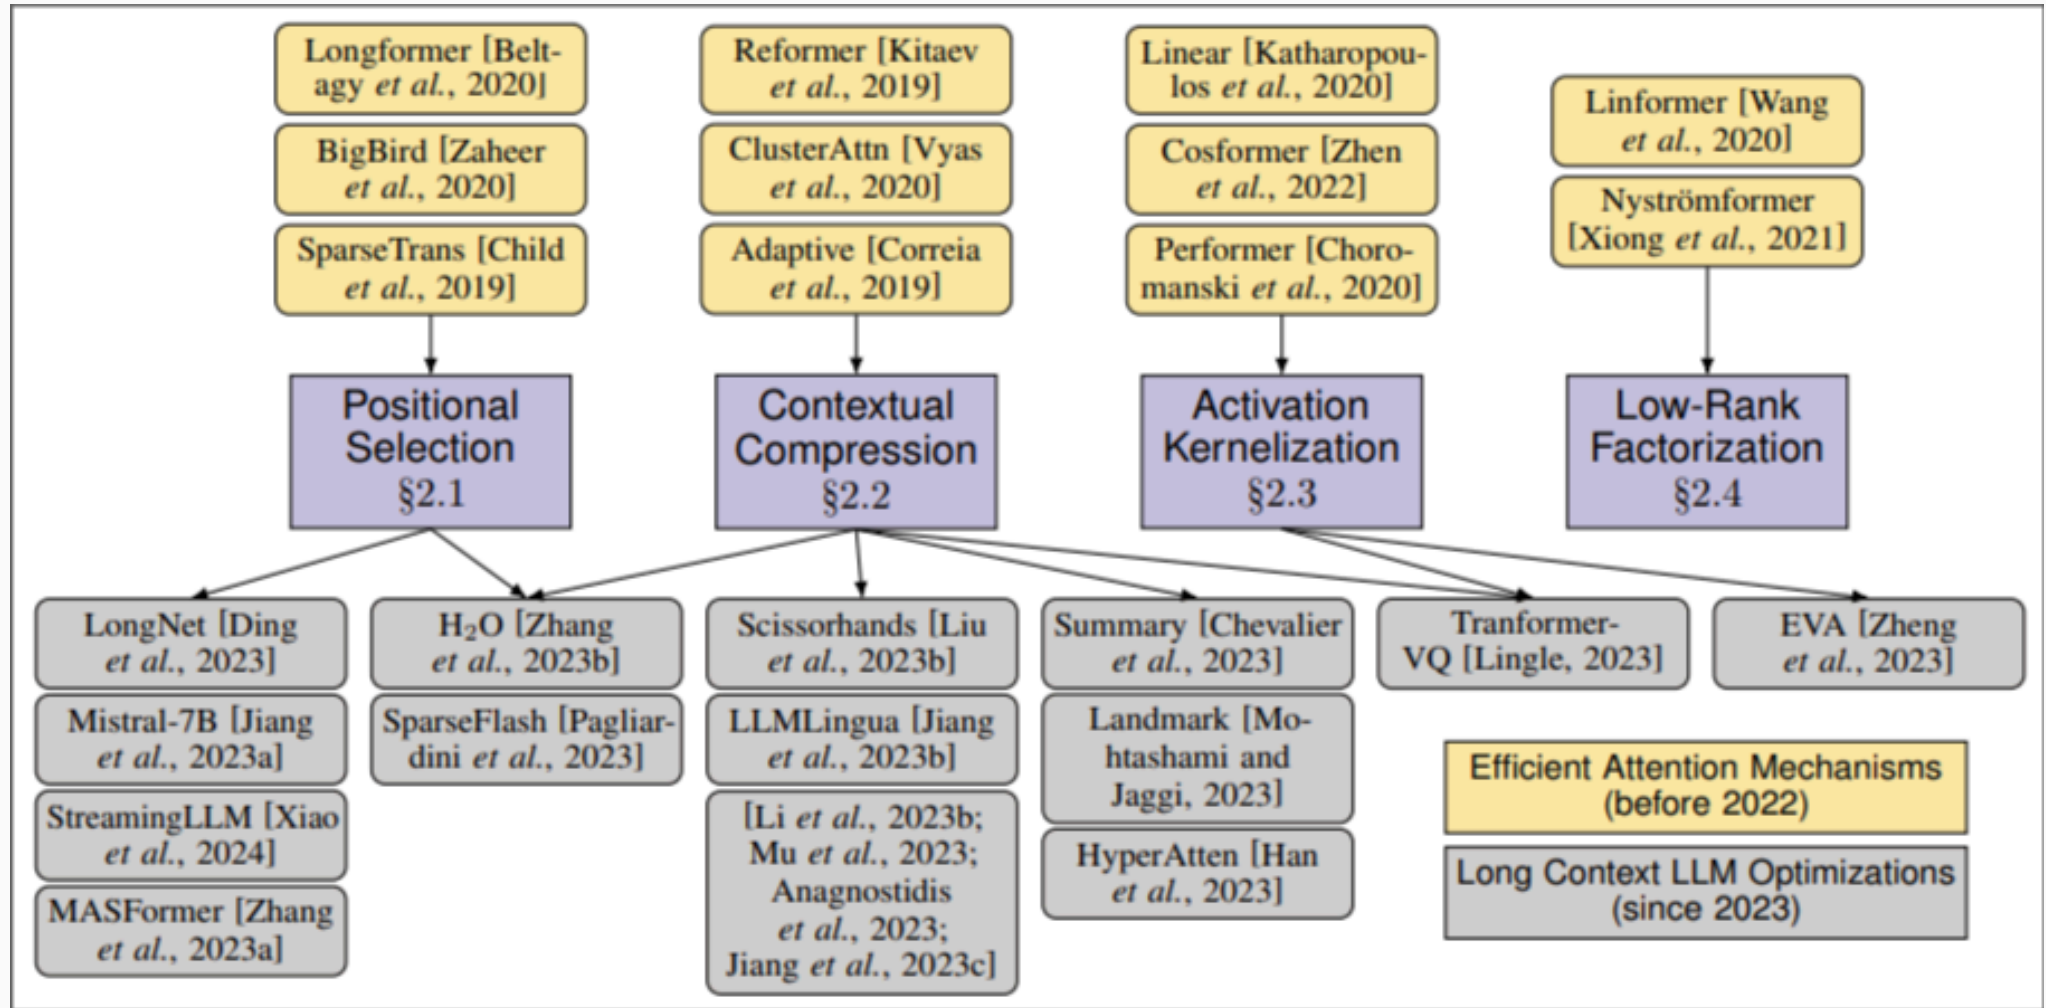 Longformer [Belt-
agy et al., 2020]
BigBird [Zaheer
et al., 2020]
SparseTrans [Child
et al., 2019]
Reformer [Kitaev
et al., 2019]
ClusterAttn [Vyas
et al., 2020]
Adaptive [Correia
et al., 2019]
Linear [Katharopou-
los et al., 2020]
Cosformer [Zhen
et al., 2022]
Performer [Choro-
manski et al., 2020]
Linformer [Wang
et al., 2020]
Nyströmformer
[Xiong et al., 2021]
Positional
Selection
§2.1
Contextual
Compression
§2.2
Activation
Kernelization
§2.3
Low-Rank
Factorization
§2.4
LongNet [Ding
et al., 2023]
Mistral-7B [Jiang
et al., 2023a]
StreamingLLM [Xiao
et al., 2024]
MASFormer [Zhang
et al., 2023a]
H₂O [Zhang
et al., 2023b]
SparseFlash [Pagliar-
dini et al., 2023]
Scissorhands [Liu
et al., 2023b]
LLMLingua [Jiang
et al., 2023b]
[Li et al., 2023b;
Mu et al., 2023;
Anagnostidis
et al., 2023;
Jiang et al., 2023c]
Summary [Chevalier
et al., 2023]
Landmark [Mo-
htashami and
Jaggi, 2023]
HyperAtten [Han
et al., 2023]
Tranformer-
VQ [Lingle, 2023]
EVA [Zheng
et al., 2023]
Efficient Attention Mechanisms
(before 2022)
Long Context LLM Optimizations
(since 2023)